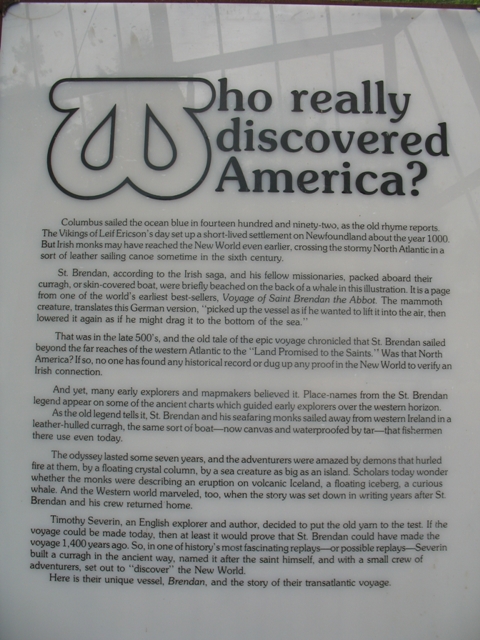 Who really
discovered
America?
Columbus sailed the ocean blue in fourteen hundred and ninety-two, as the old rhyme reports.
The Vikings of Leif Ericson's day set up a short-lived settlement on Newfoundland about the year 1000.
But Irish monks may have reached the New World even earlier, crossing the stormy North Atlantic in a
sort of leather sailing canoe sometime in the sixth century.
St. Brendan, according to the Irish saga, and his fellow missionaries, packed aboard their
curragh, or skin-covered boat, were briefly beached on the back of a whale in this illustration. It is a page
from one of the world's earliest best-sellers, Voyage of Saint Brendan the Abbot. The mammoth
creature, translates this German version, "picked up the vessel as if he wanted to lift it into the air, then
lowered it again as if he might drag it to the bottom of the sea."
That was in the late 500's, and the old tale of the epic voyage chronicled that St. Brendan sailed
beyond the far reaches of the western Atlantic to the "Land Promised to the Saints." Was that North
America? If so, no one has found any historical record or dug up any proof in the New World to verify an
Irish connection.
And yet, many early explorers and mapmakers believed it. Place-names from the St. Brendan
legend appear on some of the ancient charts which guided early explorers over the western horizon.
As the old legend tells it, St. Brendan and his seafaring monks sailed away from western Ireland in a
leather-hulled curragh, the same sort of boat—now canvas and waterproofed by tar—that fishermen
there use even today.
The odyssey lasted some seven years, and the adventurers were amazed by demons that hurled
fire at them, by a floating crystal column, by a sea creature as big as an island. Scholars today wonder
whether the monks were describing an eruption on volcanic Iceland, a floating iceberg, a curious
whale. And the Western world marveled, too, when the story was set down in writing years after St.
Brendan and his crew returned home.
Timothy Severin, an English explorer and author, decided to put the old yarn to the test. If the
voyage could be made today, then at least it would prove that St. Brendan could have made the
voyage 1,400 years ago. So, in one of history's most fascinating replays—or possible replays—Severin
built a curragh in the ancient way, named it after the saint himself, and with a small crew of
adventurers, set out to "discover" the New World.
Here is their unique vessel, Brendan, and the story of their transatlantic voyage.